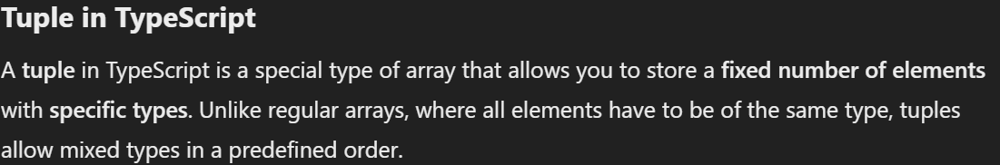 Tuple in TypeScript
A tuple in TypeScript is a special type of array that allows you to store a fixed number of elements
with specific types. Unlike regular arrays, where all elements have to be of the same type, tuples
allow mixed types in a predefined order.